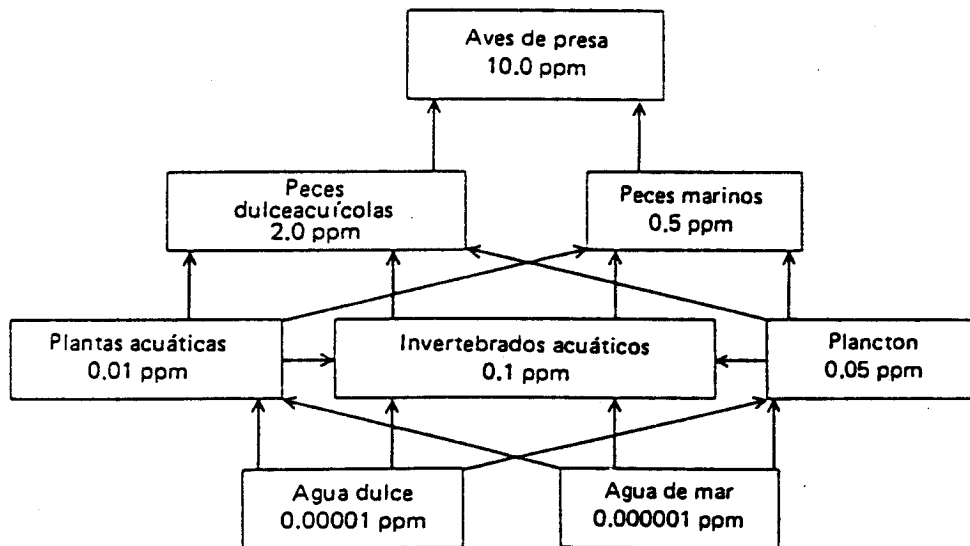 Aves de presa
10.0 ppm
Peces
dulceacuícolas
2.0 ppm
Peces marinos
0.5 ppm
Plantas acuáticas
0.01 ppm
Invertebrados acuáticos
0.1 ppm
Plancton
0.05 ppm
Agua dulce
0.00001 ppm
Agua de mar
0.000001 ppm